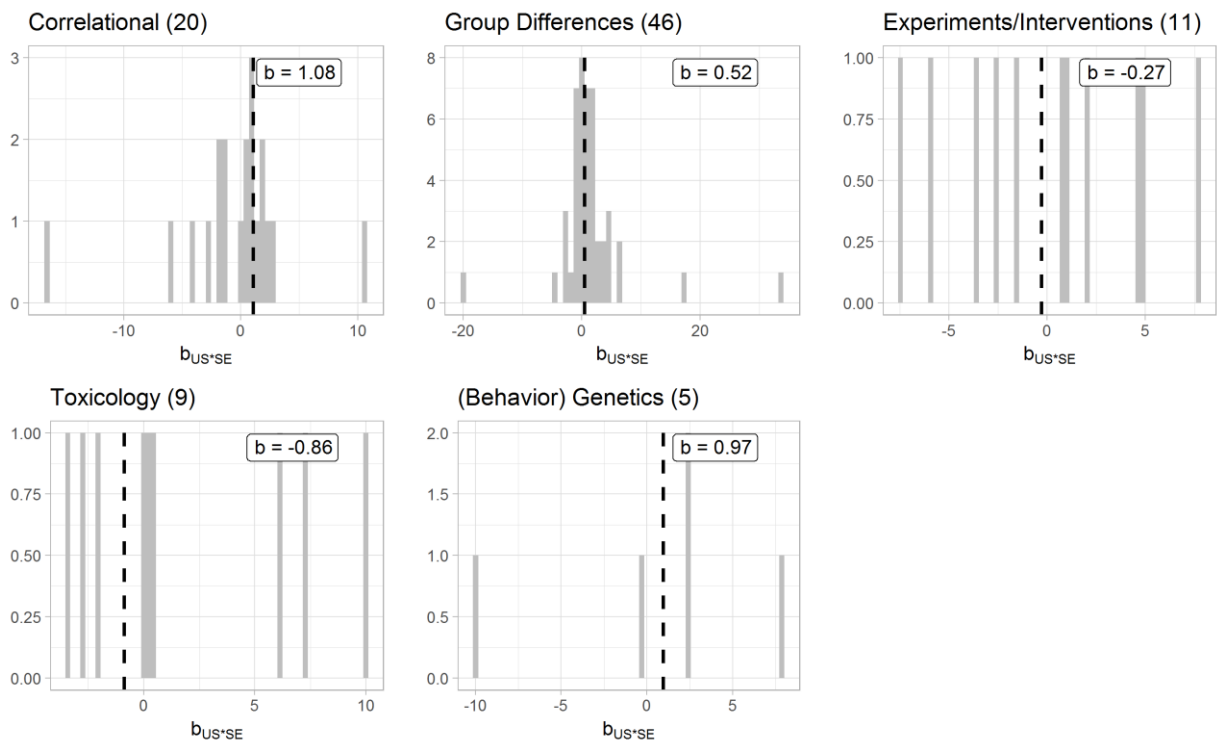 Correlational (20)
3
2
1
0
b = 1.08
-10
0
10
bUS*SE
Group Differences (46)
8
6
4
2
0
b = 0.52
-20
0
20
bUS*SE
Experiments/Interventions (11)
1.00
0.75
0.50
0.25
0.00
b = -0.27
-5
0
5
bUS*SE
Toxicology (9)
1.00
0.75
0.50
0.25
0.00
b = -0.86
0
5
10
bUS*SE
(Behavior) Genetics (5)
2.0
1.5
1.0
0.5
0.0
b = 0.97
-10
-5
0
5
bUS*SE